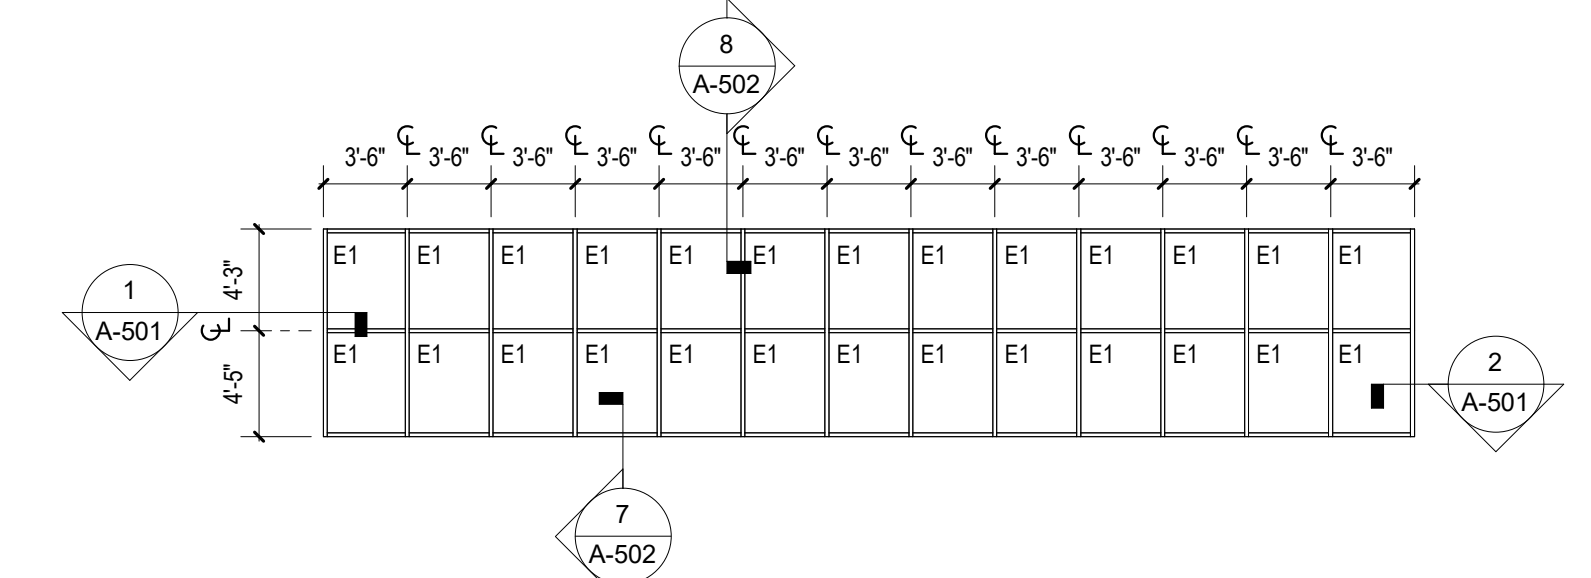 8
A-502
℄ ℄ ℄ ℄ ℄ ℄ ℄ ℄ ℄ ℄ ℄ ℄
3'-6" 3'-6" 3'-6" 3'-6" 3'-6" 3'-6" 3'-6" 3'-6" 3'-6" 3'-6" 3'-6" 3'-6" 3'-6"
E1 E1 E1 E1 E1 E1 E1 E1 E1 E1 E1 E1 E1
4'-3"
1
A-501
℄
E1 E1 E1 E1 E1 E1 E1 E1 E1 E1 E1 E1 E1
4'-5"
2
A-501
7
A-502